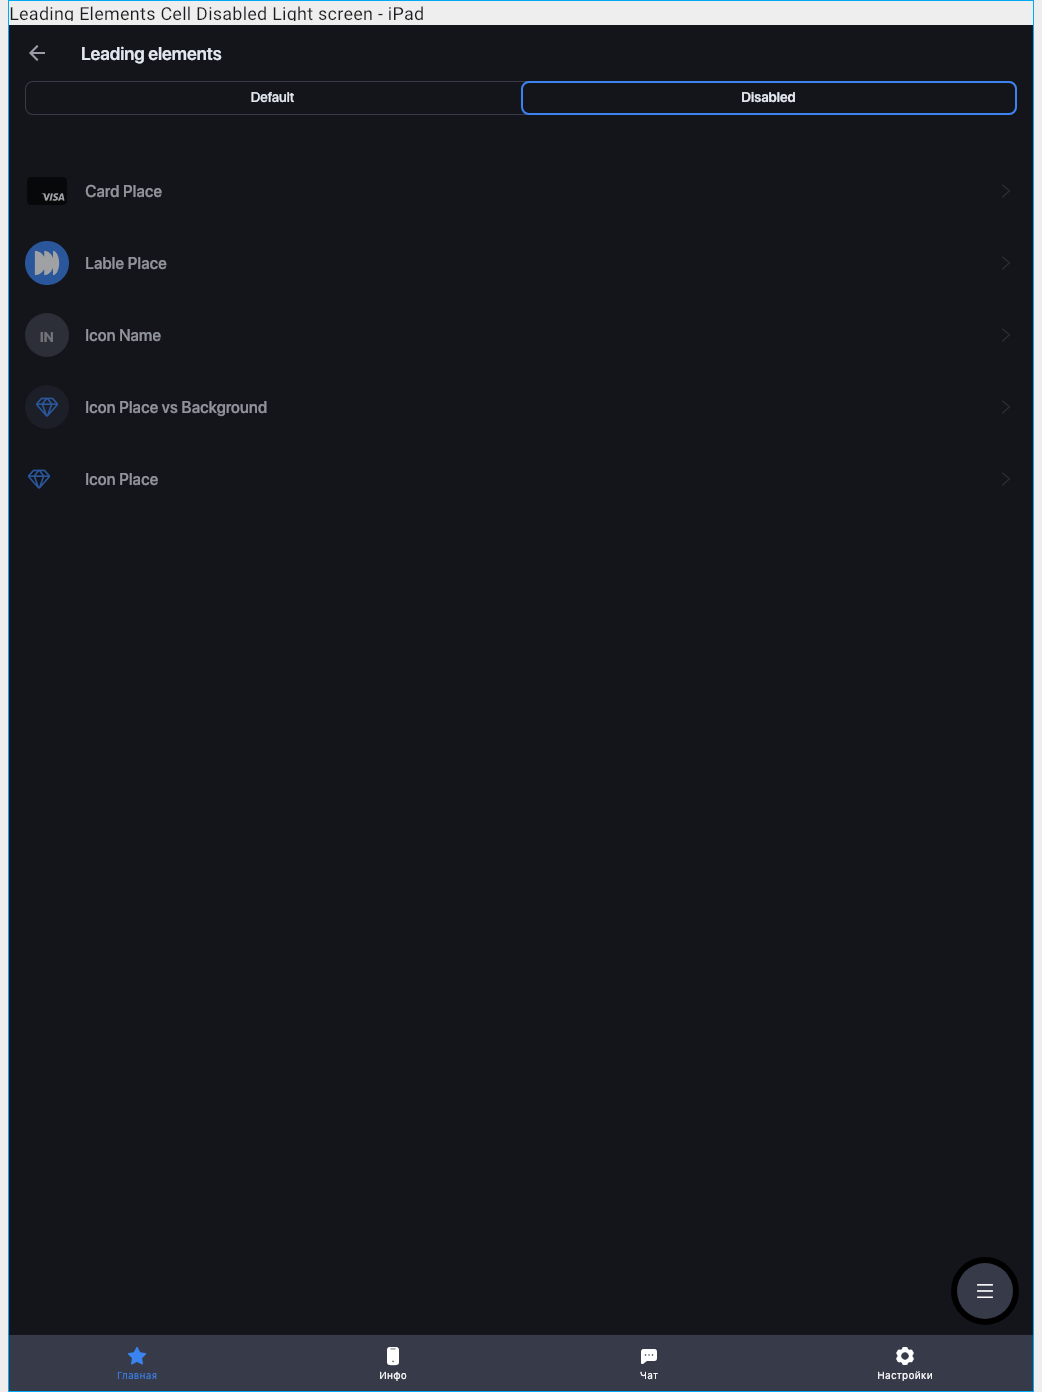 Leading Elements Cell Disabled Light screen - iPad
Leading elements
Default
Disabled
VISA
Card Place
Lable Place
IN
Icon Name
Icon Place vs Background
Icon Place
Главная
Инфо
Чат
Настройки